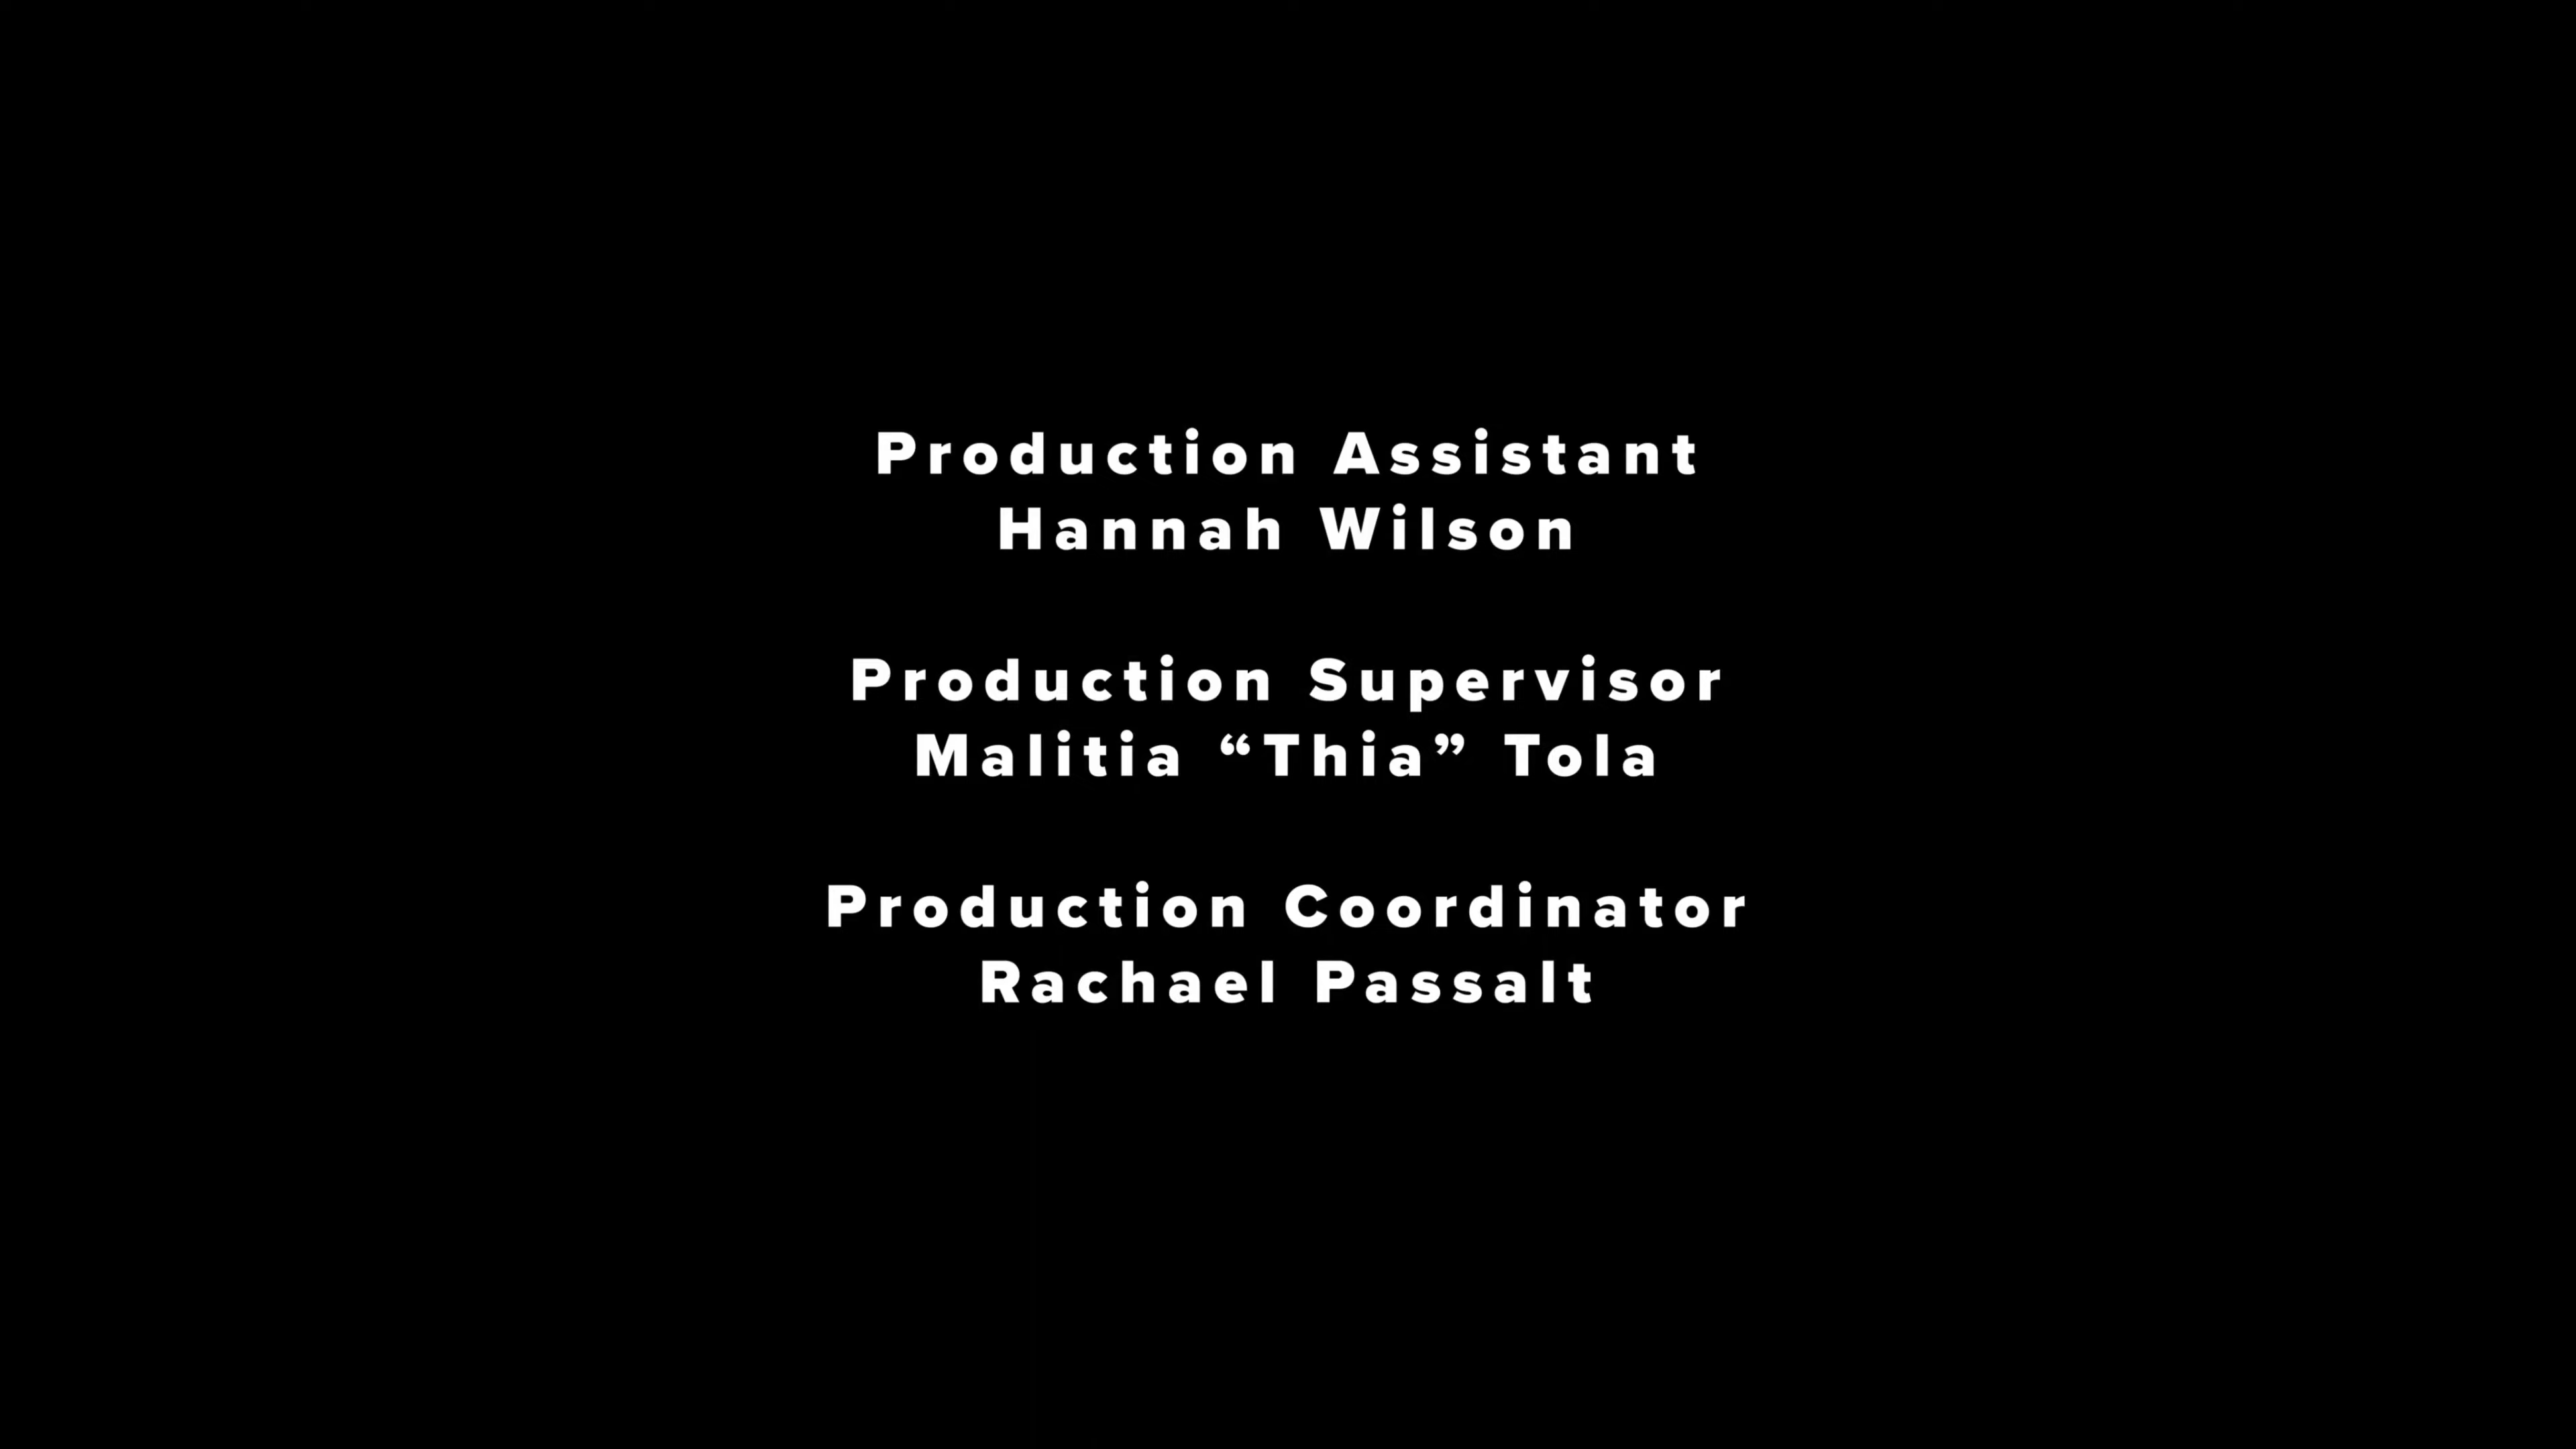 Production Assistant
Hannah Wilson
Production Supervisor
Malitia “Thia” Tola
Production Coordinator
Rachael Passalt